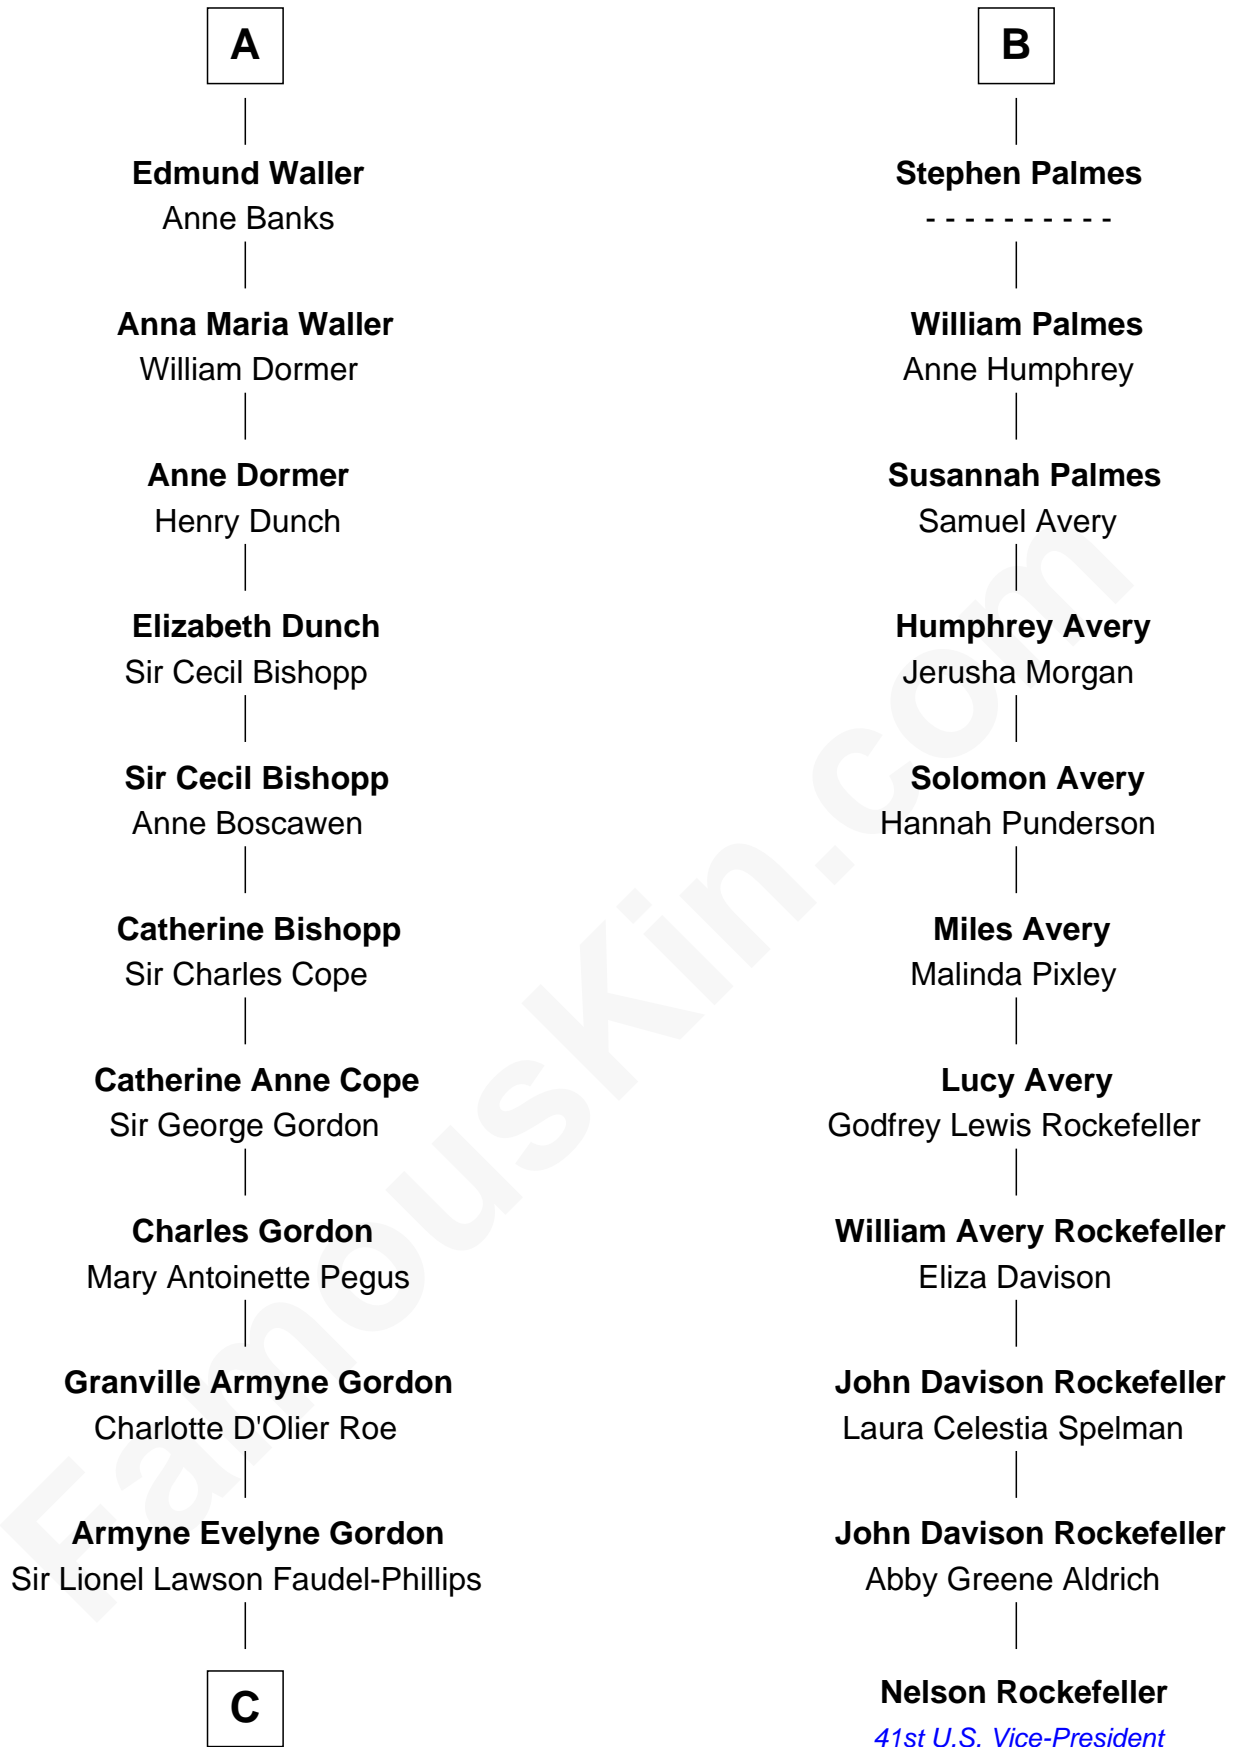 A
Edmund Waller
Anne Banks
Anna Maria Waller
William Dormer
Anne Dormer
Henry Dunch
Elizabeth Dunch
Sir Cecil Bishopp
Sir Cecil Bishopp
Anne Boscawen
Catherine Bishopp
Sir Charles Cope
Catherine Anne Cope
Sir George Gordon
Charles Gordon
Mary Antoinette Pegus
Granville Armyne Gordon
Charlotte D'Olier Roe
Armyne Evelyne Gordon
Sir Lionel Lawson Faudel-Phillips
C
B
Stephen Palmes
- - - - - - - - - -
William Palmes
Anne Humphrey
Susannah Palmes
Samuel Avery
Humphrey Avery
Jerusha Morgan
Solomon Avery
Hannah Punderson
Miles Avery
Malinda Pixley
Lucy Avery
Godfrey Lewis Rockefeller
William Avery Rockefeller
Eliza Davison
John Davison Rockefeller
Laura Celestia Spelman
John Davison Rockefeller
Abby Greene Aldrich
Nelson Rockefeller
41st U.S. Vice-President
FamousKin.com